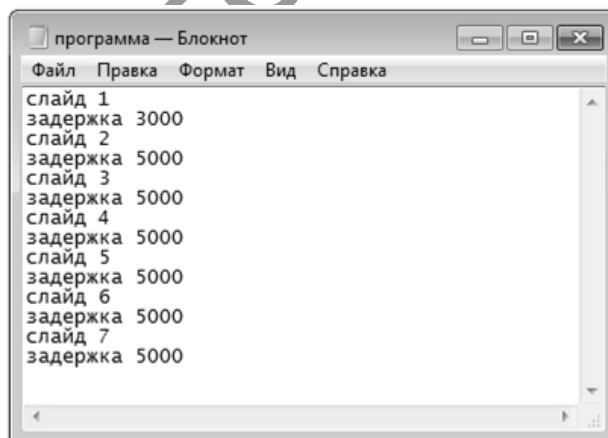 программа — Блокнот
Файл Правка Формат Вид Справка
слайд 1
задержка 3000
слайд 2
задержка 5000
слайд 3
задержка 5000
слайд 4
задержка 5000
слайд 5
задержка 5000
слайд 6
задержка 5000
слайд 7
задержка 5000